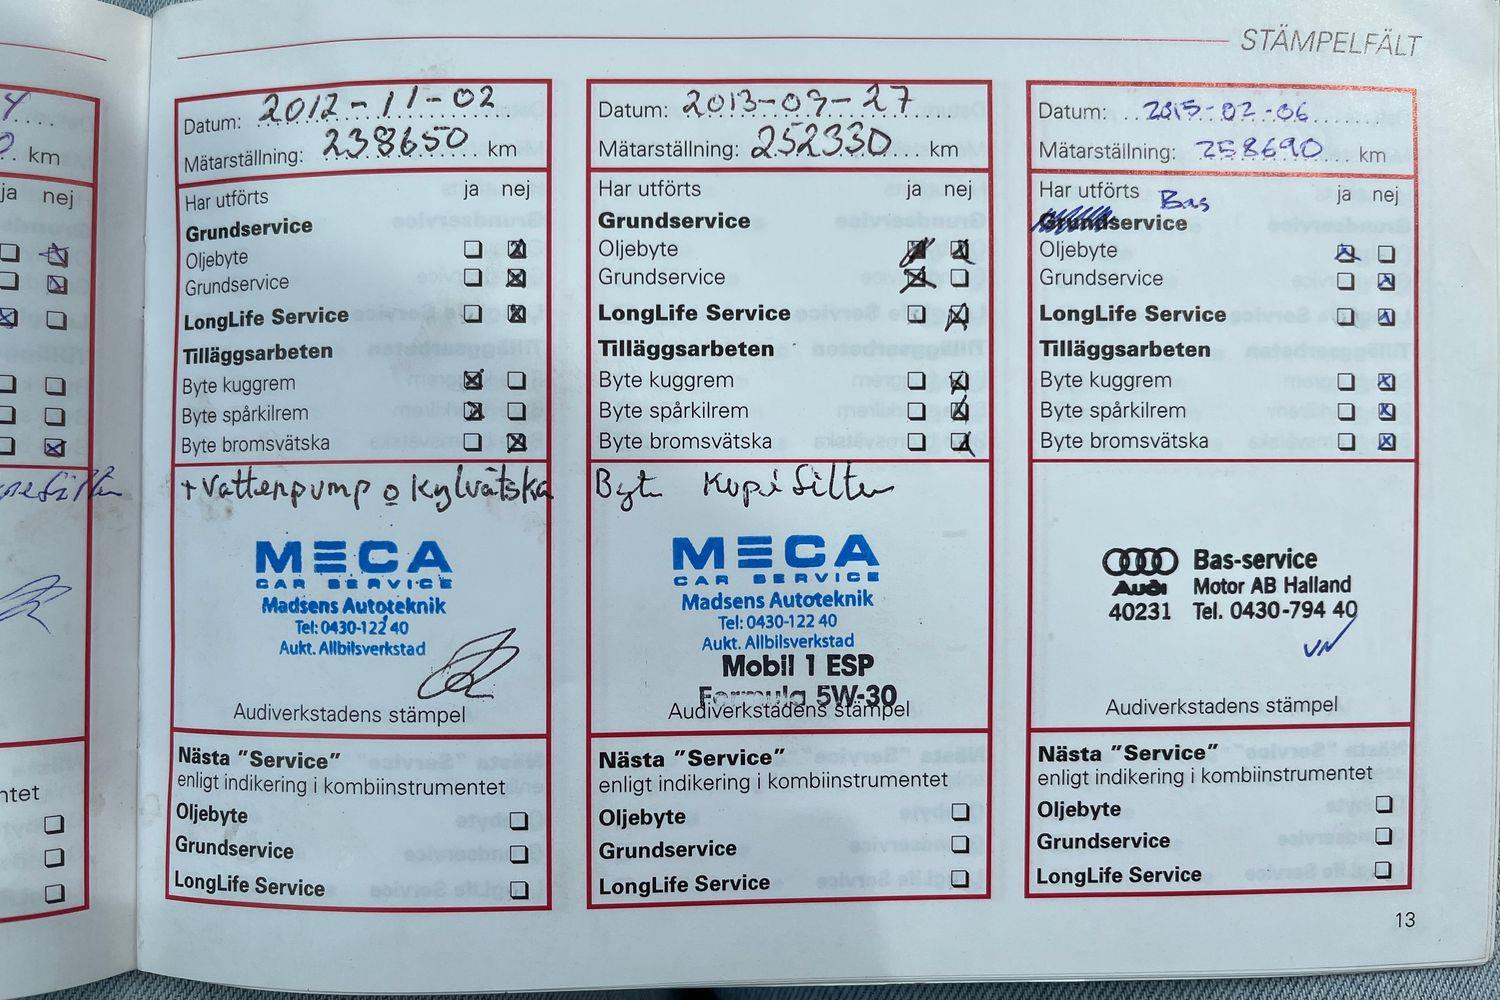 STÄMPELFÄLT
km
ja nej
Datum: 2012-11-02
Mätarställning: 238650 km
Har utförts ja nej
Grundservice
Oljebyte
Grundservice
LongLife Service
Tilläggsarbeten
Byte kuggrem
Byte spårkilrem
Byte bromsvätska
+ Vattenpump o Kylvätska
MECA
CAR SERVICE
Madsens Autoteknik
Tel: 0430-122 40
Aukt. Allbilsverkstad
Audiverkstadens stämpel
Nästa "Service"
enligt indikering i kombiinstrumentet
Oljebyte
Grundservice
LongLife Service
Datum: 2013-09-27
Mätarställning: 252330 km
Har utförts ja nej
Grundservice
Oljebyte
Grundservice
LongLife Service
Tilläggsarbeten
Byte kuggrem
Byte spårkilrem
Byte bromsvätska
Byte Kupéfilter
MECA
CAR SERVICE
Madsens Autoteknik
Tel: 0430-122 40
Aukt. Allbilsverkstad
Mobil 1 ESP
Formula 5W-30
Audiverkstadens stämpel
Nästa "Service"
enligt indikering i kombiinstrumentet
Oljebyte
Grundservice
LongLife Service
Datum: 2015-02-06
Mätarställning: 258690 km
Har utförts ja nej
Bas
Grundservice
Oljebyte
Grundservice
LongLife Service
Tilläggsarbeten
Byte kuggrem
Byte spårkilrem
Byte bromsvätska
Audi Bas-service
Motor AB Halland
40231 Tel. 0430-794 40
Audiverkstadens stämpel
Nästa "Service"
enligt indikering i kombiinstrumentet
Oljebyte
Grundservice
LongLife Service
13